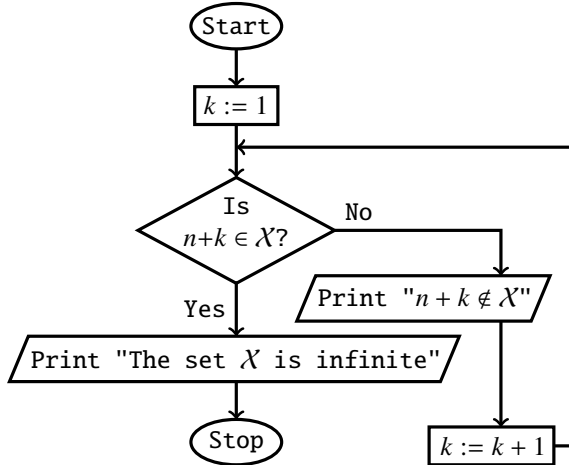 Start
k := 1
Is
n+k ∈ 𝒳?
No
Print "n + k ∉ 𝒳"
Yes
Print "The set 𝒳 is infinite"
Stop
k := k + 1